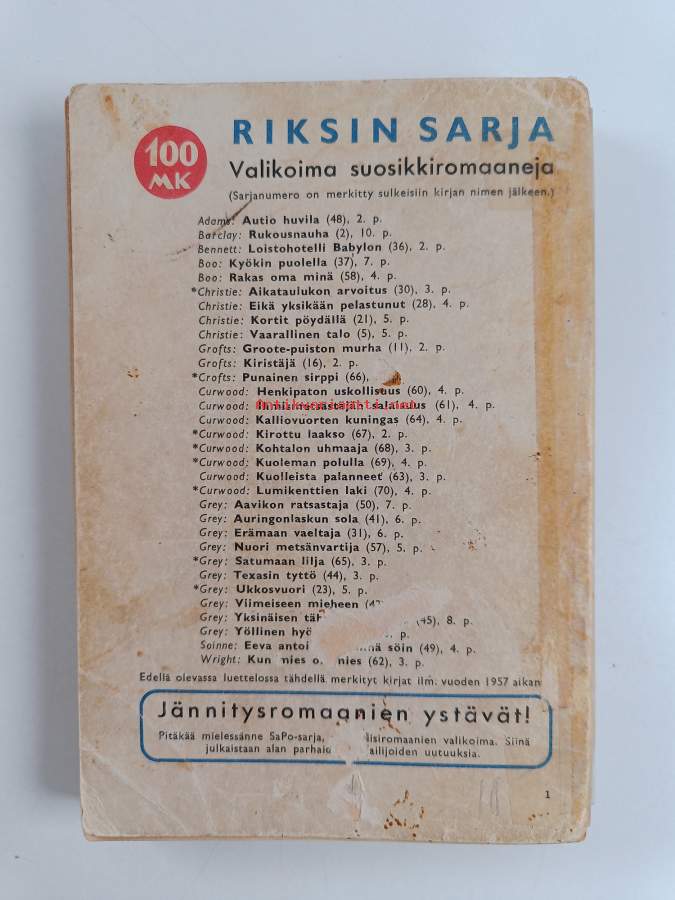 100 MK
RIKSIN SARJA
Valikoima suosikkiromaaneja
(Sarjanumero on merkitty sulkeisiin kirjan nimen jälkeen.)
Adams: Autio huvila (48), 2. p.
Barclay: Rukousnauha (2), 10. p.
Bennett: Loistohotelli Babylon (36), 2. p.
Boo: Kyökin puolella (37), 7. p.
Boo: Rakas oma minä (58), 4. p.
*Christie: Aikataulukon arvoitus (30), 3. p.
Christie: Eikä yksikään pelastunut (28), 4. p.
Christie: Kortit pöydällä (21), 5. p.
Christie: Vaarallinen talo (5), 5. p.
Grofts: Groote-puiston murha (11), 2. p.
Grofts: Kiristäjä (16), 2. p.
*Crofts: Punainen sirppi (66),
Curwood: Henkipaton uskollisuus (60), 4. p.
Curwood: salaisuus (61), 4. p.
Curwood: Kalliovuorten kuningas (64), 4. p.
*Curwood: Kirottu laakso (67), 2. p.
*Curwood: Kohtalon uhmaaja (68), 3. p.
*Curwood: Kuoleman polulla (69), 4. p.
Curwood: Kuolleista palanneet (63), 3. p.
*Curwood: Lumikenttien laki (70), 4. p.
Grey: Aavikon ratsastaja (50), 7. p.
Grey: Auringonlaskun sola (41), 6. p.
Grey: Erämaan vaeltaja (31), 6. p.
Grey: Nuori metsänvartija (57), 5. p.
*Grey: Satumaan lilja (65), 3. p.
Grey: Texasin tyttö (44), 3. p.
*Grey: Ukkosvuori (23), 5. p.
Grey: Viimeiseen mieheen
Grey: Yksinäisen 8. p.
Grey: Yöllinen p.
Soinne: Eeva söin (49), 4. p.
Wright: Kun mies mies (62), 3. p.
Edellä olevassa luettelossa tähdellä merkityt kirjat ilm. vuoden 1957 aikan
Jännitysromaanien ystävät!
Pitäkää mielessänne SaPo-sarja, valikoima. Siinä
julkaistaan alan uutuuksia.
1